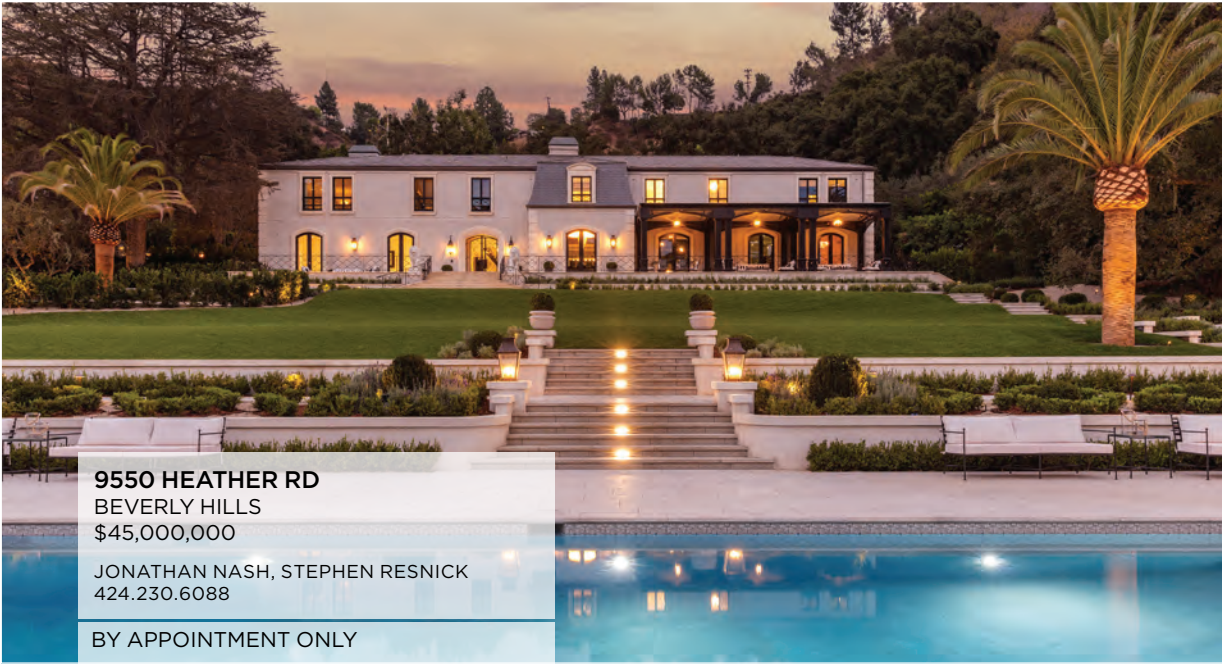 9550 HEATHER RD
BEVERLY HILLS
$45,000,000
JONATHAN NASH, STEPHEN RESNICK
424.230.6088
BY APPOINTMENT ONLY